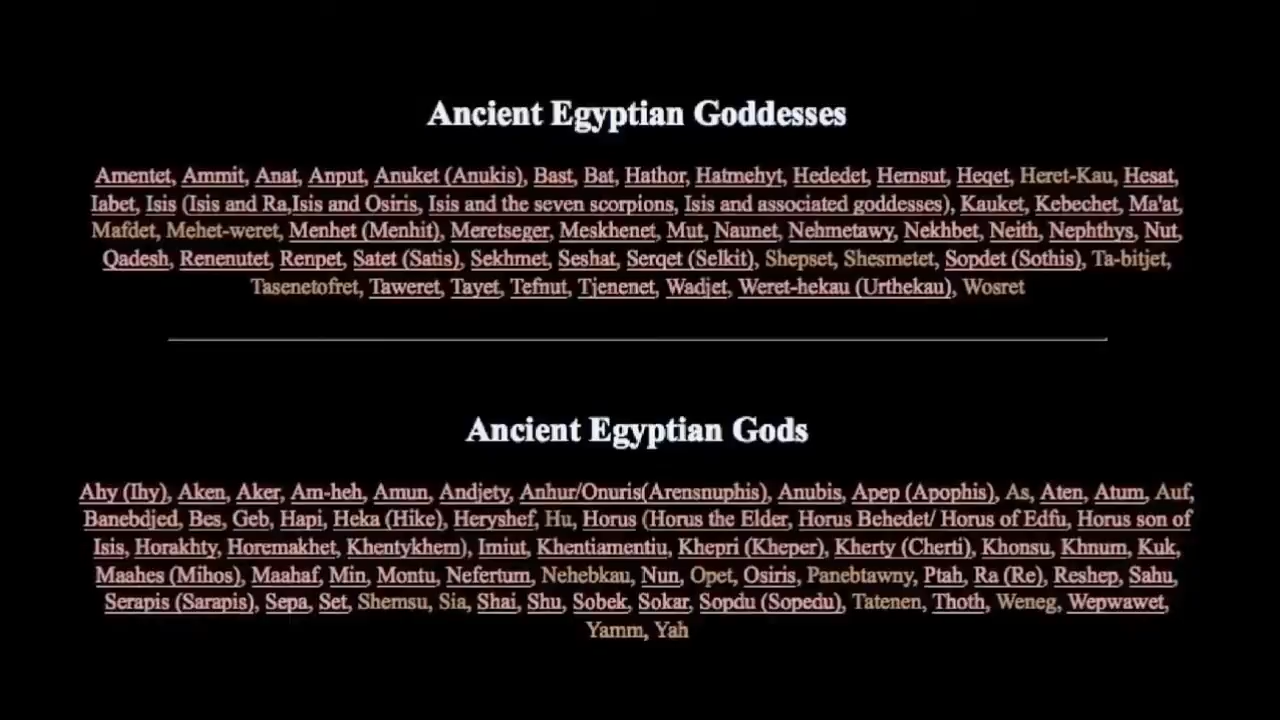 Ancient Egyptian Goddesses
Amentet, Ammit, Anat, Anput, Anuket (Anukis), Bast, Bat, Hathor, Hatmehyt, Hededet, Hemsut, Heqet, Heret-Kau, Hesat,
Iabet, Isis (Isis and Ra,Isis and Osiris, Isis and the seven scorpions, Isis and associated goddesses), Kauket, Kebechet, Ma'at,
Mafdet, Mehet-weret, Menhet (Menhit), Meretseger, Meskhenet, Mut, Naunet, Nehmetawy, Nekhbet, Neith, Nephthys, Nut,
Qadesh, Renenutet, Renpet, Satet (Satis), Sekhmet, Seshat, Serqet (Selkit), Shepset, Shesmetet, Sopdet (Sothis), Ta-bitjet,
Tasenetofret, Taweret, Tayet, Tefnut, Tjenenet, Wadjet, Weret-hekau (Urthekau), Wosret
Ancient Egyptian Gods
Ahy (Ihy), Aken, Aker, Am-heh, Amun, Andjety, Anhur/Onuris(Arensnuphis), Anubis, Apep (Apophis), As, Aten, Atum, Auf,
Banebdjed, Bes, Geb, Hapi, Heka (Hike), Heryshef, Hu, Horus (Horus the Elder, Horus Behedet/ Horus of Edfu, Horus son of
Isis, Horakhty, Horemakhet, Khentykhem), Imiut, Khentiamentiu, Khepri (Kheper), Kherty (Cherti), Khonsu, Khnum, Kuk,
Maahes (Mihos), Maahaf, Min, Montu, Nefertum, Nehebkau, Nun, Opet, Osiris, Panebtawny, Ptah, Ra (Re), Reshep, Sahu,
Serapis (Sarapis), Sepa, Set, Shemsu, Sia, Shai, Shu, Sobek, Sokar, Sopdu (Sopedu), Tatenen, Thoth, Weneg, Wepwawet,
Yamm, Yah